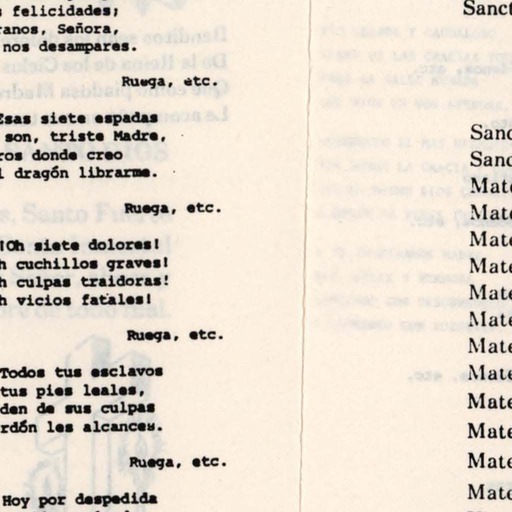 s felicidades;
ranos, Señora,
nos desampares.
Ruega, etc.
Esas siete espadas
son, triste Madre,
ros donde creo
l dragón librarme.
Ruega, etc.
¡Oh siete dolores!
cuchillos graves!
h culpas traidoras!
h vicios fatales!
Ruega, etc.
Todos tus esclavos
tus pies leales,
den de sus culpas
rdón les alcances.
Ruega, etc.
Hoy por despedida
Sanct
Sanc
Sanc
Mate
Mate
Mate
Mate
Mate
Mate
Mate
Mate
Mate
Mate
Mate
Mate